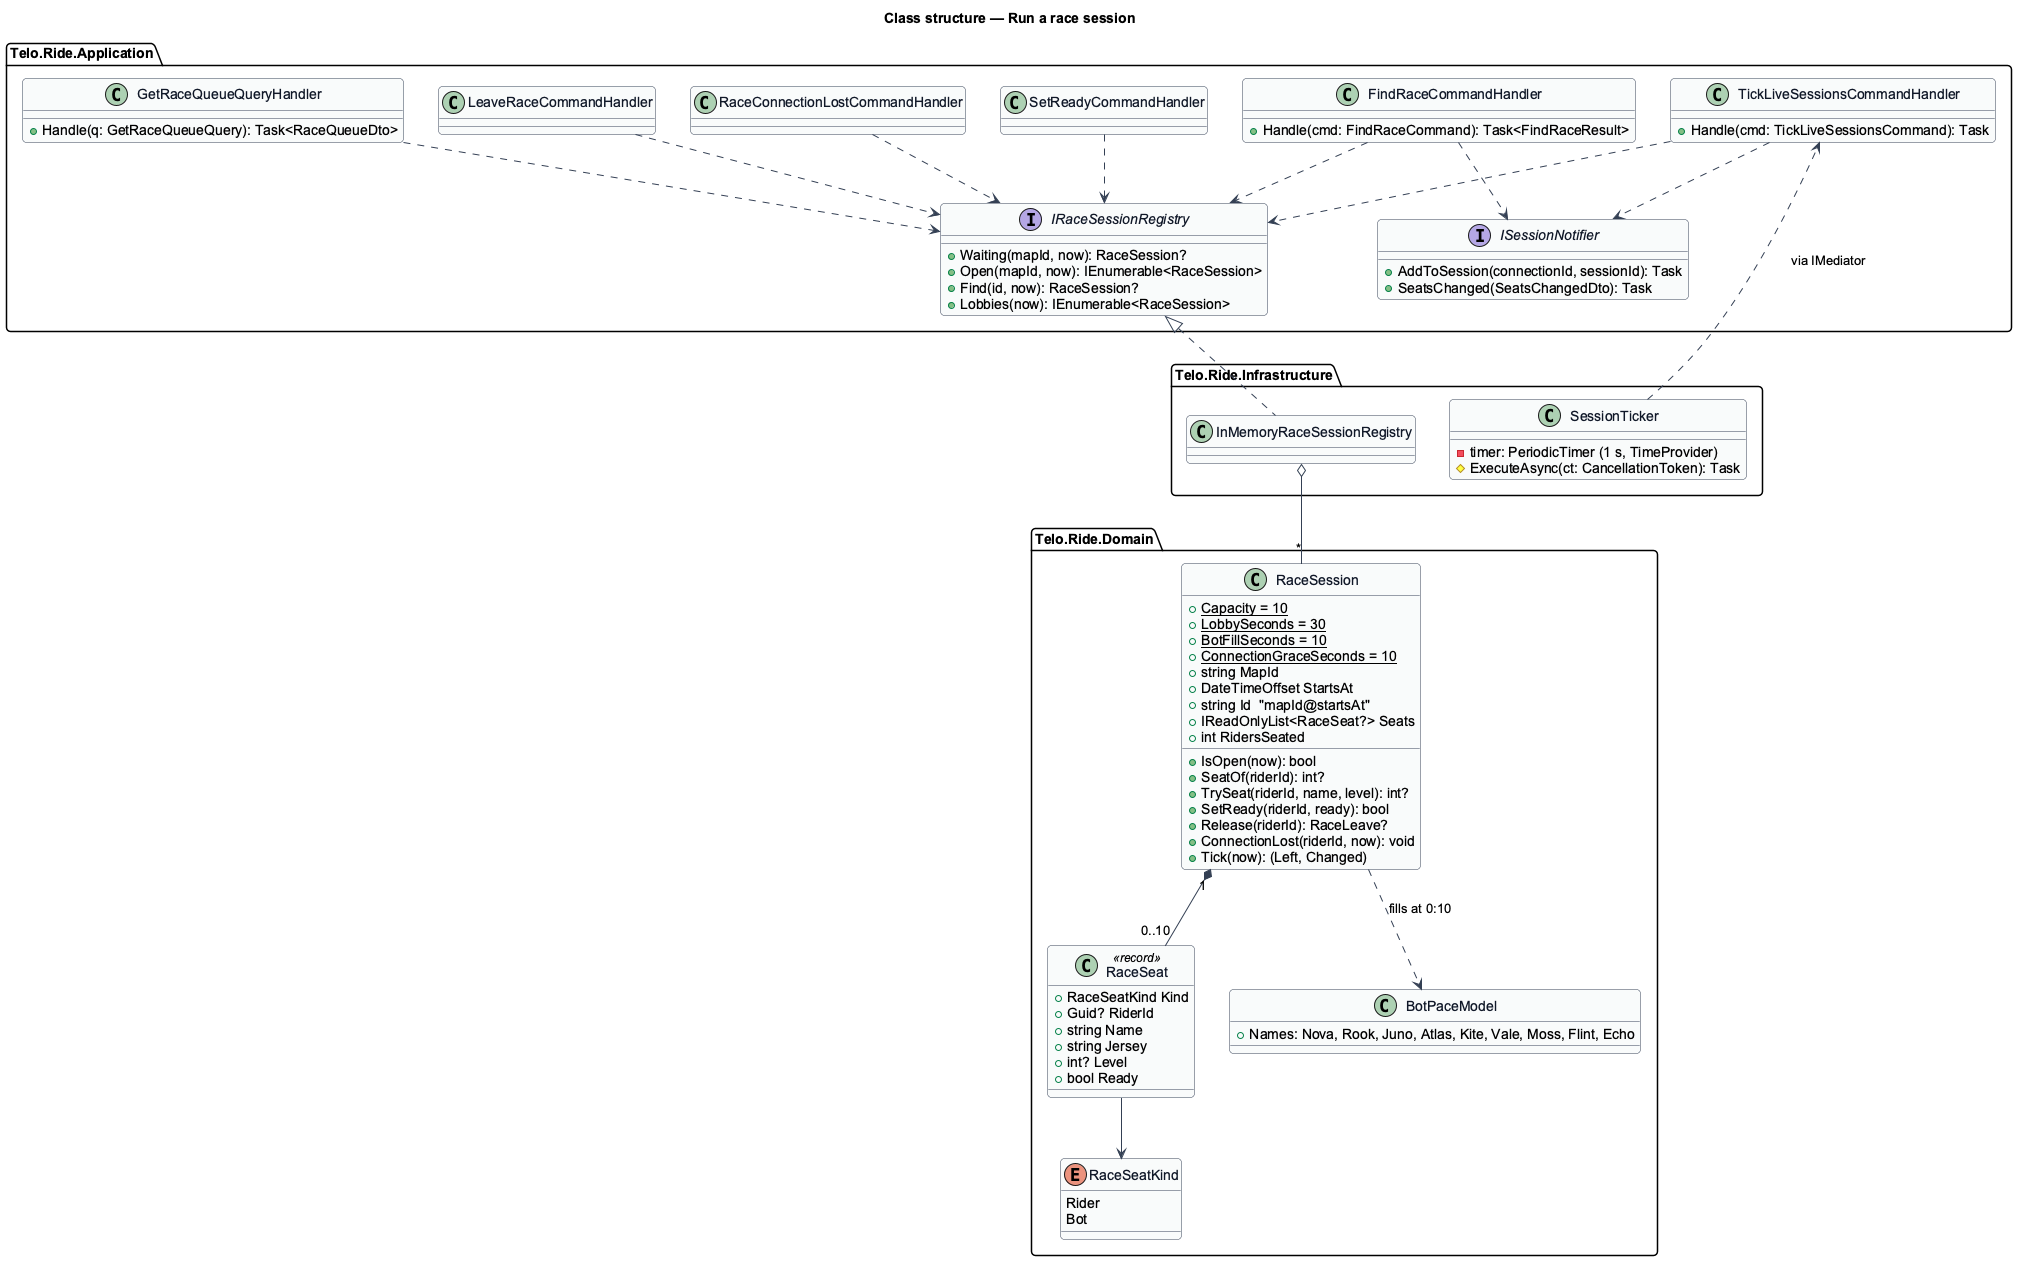 Class structure — Run a race session
Telo.Ride.Application
C GetRaceQueueQueryHandler
Handle(q: GetRaceQueueQuery): Task<RaceQueueDto>
C LeaveRaceCommandHandler
C RaceConnectionLostCommandHandler
C SetReadyCommandHandler
C FindRaceCommandHandler
Handle(cmd: FindRaceCommand): Task<FindRaceResult>
C TickLiveSessionsCommandHandler
Handle(cmd: TickLiveSessionsCommand): Task
I IRaceSessionRegistry
Waiting(mapId, now): RaceSession?
Open(mapId, now): IEnumerable<RaceSession>
Find(id, now): RaceSession?
Lobbies(now): IEnumerable<RaceSession>
I ISessionNotifier
AddToSession(connectionId, sessionId): Task
SeatsChanged(SeatsChangedDto): Task
via IMediator
Telo.Ride.Infrastructure
C InMemoryRaceSessionRegistry
C SessionTicker
timer: PeriodicTimer (1 s, TimeProvider)
ExecuteAsync(ct: CancellationToken): Task
*
Telo.Ride.Domain
C RaceSession
Capacity = 10
LobbySeconds = 30
BotFillSeconds = 10
ConnectionGraceSeconds = 10
string MapId
DateTimeOffset StartsAt
string Id "mapId@startsAt"
IReadOnlyList<RaceSeat?> Seats
int RidersSeated
IsOpen(now): bool
SeatOf(riderId): int?
TrySeat(riderId, name, level): int?
SetReady(riderId, ready): bool
Release(riderId): RaceLeave?
ConnectionLost(riderId, now): void
Tick(now): (Left, Changed)
1
0..10
fills at 0:10
C «record»
RaceSeat
RaceSeatKind Kind
Guid? RiderId
string Name
string Jersey
int? Level
bool Ready
C BotPaceModel
Names: Nova, Rook, Juno, Atlas, Kite, Vale, Moss, Flint, Echo
E RaceSeatKind
Rider
Bot